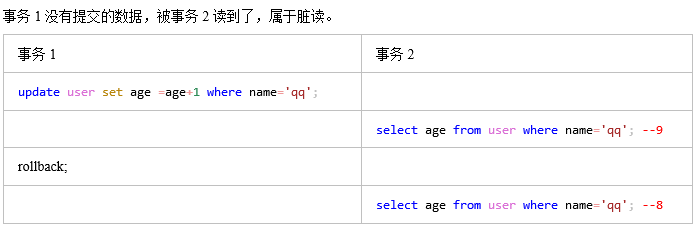 事务 1 没有提交的数据，被事务 2 读到了，属于脏读。
事务 1 事务 2
update user set age =age+1 where name='qq';
select age from user where name='qq'; --9
rollback;
select age from user where name='qq'; --8